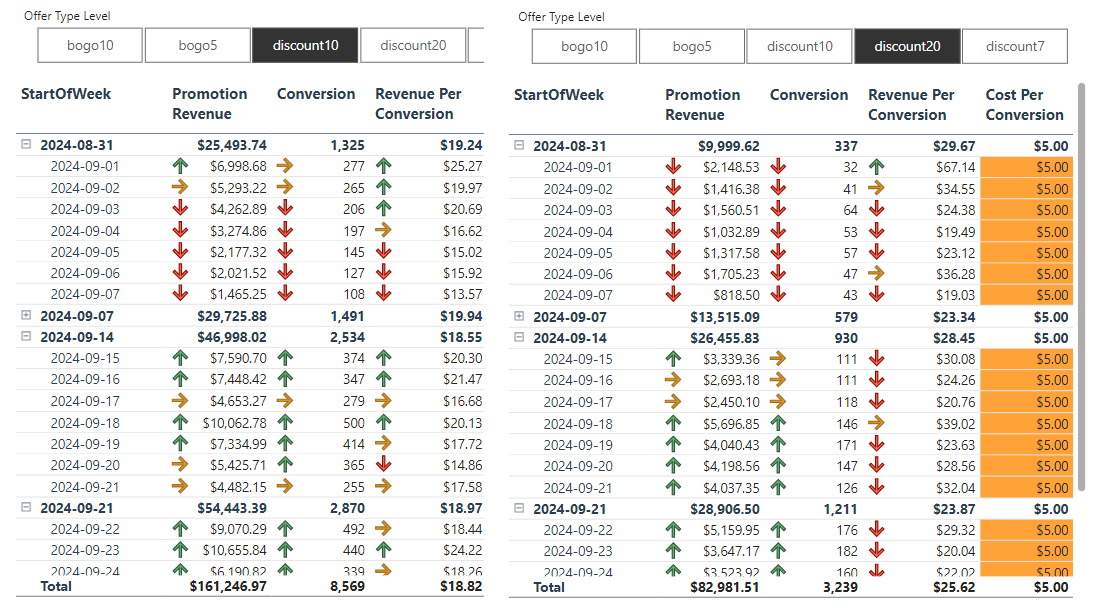 Offer Type Level
bogo10 bogo5 discount10 discount20
StartOfWeek Promotion Revenue Conversion Revenue Per Conversion
2024-08-31 $25,493.74 1,325 $19.24
2024-09-01 $6,998.68 277 $25.27
2024-09-02 $5,293.22 265 $19.97
2024-09-03 $4,262.89 206 $20.69
2024-09-04 $3,274.86 197 $16.62
2024-09-05 $2,177.32 145 $15.02
2024-09-06 $2,021.52 127 $15.92
2024-09-07 $1,465.25 108 $13.57
2024-09-07 $29,725.88 1,491 $19.94
2024-09-14 $46,998.02 2,534 $18.55
2024-09-15 $7,590.70 374 $20.30
2024-09-16 $7,448.42 347 $21.47
2024-09-17 $4,653.27 279 $16.68
2024-09-18 $10,062.78 500 $20.13
2024-09-19 $7,334.99 414 $17.72
2024-09-20 $5,425.71 365 $14.86
2024-09-21 $4,482.15 255 $17.58
2024-09-21 $54,443.39 2,870 $18.97
2024-09-22 $9,070.29 492 $18.44
2024-09-23 $10,655.84 440 $24.22
2024-09-24 $6,190.82 339 $18.26
Total $161,246.97 8,569 $18.82
Offer Type Level
bogo10 bogo5 discount10 discount20 discount7
StartOfWeek Promotion Revenue Conversion Revenue Per Conversion Cost Per Conversion
2024-08-31 $9,999.62 337 $29.67 $5.00
2024-09-01 $2,148.53 32 $67.14 $5.00
2024-09-02 $1,416.38 41 $34.55 $5.00
2024-09-03 $1,560.51 64 $24.38 $5.00
2024-09-04 $1,032.89 53 $19.49 $5.00
2024-09-05 $1,317.58 57 $23.12 $5.00
2024-09-06 $1,705.23 47 $36.28 $5.00
2024-09-07 $818.50 43 $19.03 $5.00
2024-09-07 $13,515.09 579 $23.34 $5.00
2024-09-14 $26,455.83 930 $28.45 $5.00
2024-09-15 $3,339.36 111 $30.08 $5.00
2024-09-16 $2,693.18 111 $24.26 $5.00
2024-09-17 $2,450.10 118 $20.76 $5.00
2024-09-18 $5,696.85 146 $39.02 $5.00
2024-09-19 $4,040.43 171 $23.63 $5.00
2024-09-20 $4,198.56 147 $28.56 $5.00
2024-09-21 $4,037.35 126 $32.04 $5.00
2024-09-21 $28,906.50 1,211 $23.87 $5.00
2024-09-22 $5,159.95 176 $29.32 $5.00
2024-09-23 $3,647.17 182 $20.04 $5.00
2024-09-24 $3,523.92 160 $22.02 $5.00
Total $82,981.51 3,239 $25.62 $5.00